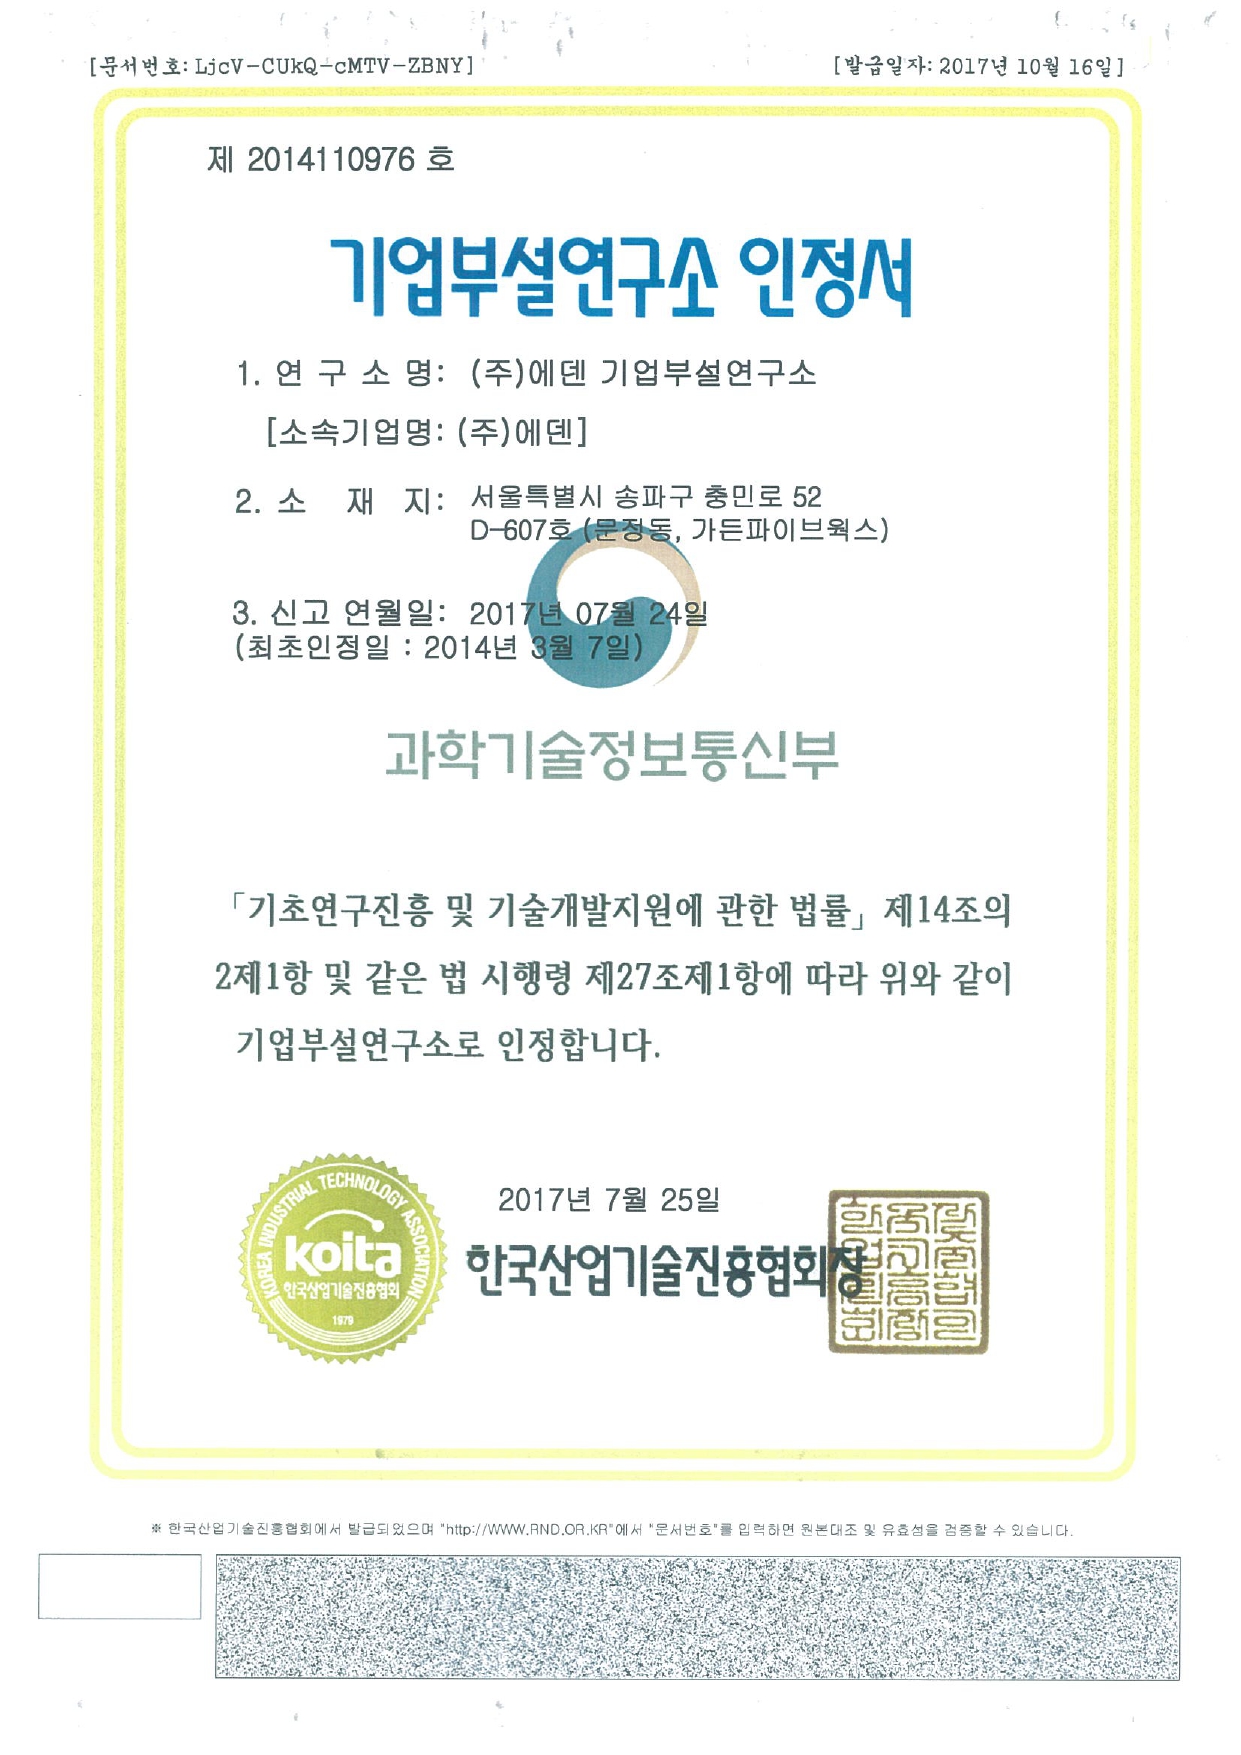 [문서번호: LjcV-CUkQ-cMTV-ZBNY]
[발급일자: 2017년 10월 16일]
제 2014110976 호
기업부설연구소 인정서
1. 연 구 소 명: (주)에덴 기업부설연구소
[소속기업명: (주)에덴]
2. 소 재 지: 서울특별시 송파구 충민로 52
D-607호 (문정동, 가든파이브웍스)
3. 신고 연월일: 2017년 07월 24일
(최초인정일 : 2014년 3월 7일)
과학기술정보통신부
「기초연구진흥 및 기술개발지원에 관한 법률」 제14조의
2제1항 및 같은 법 시행령 제27조제1항에 따라 위와 같이
기업부설연구소로 인정합니다.
2017년 7월 25일
한국산업기술진흥협회장
KOREA INDUSTRIAL TECHNOLOGY ASSOCIATION
koita
한국산업기술진흥협회
1979
※ 한국산업기술진흥협회에서 발급되었으며 "http://WWW.RND.OR.KR"에서 "문서번호"를 입력하면 원본대조 및 유효성을 검증할 수 있습니다.